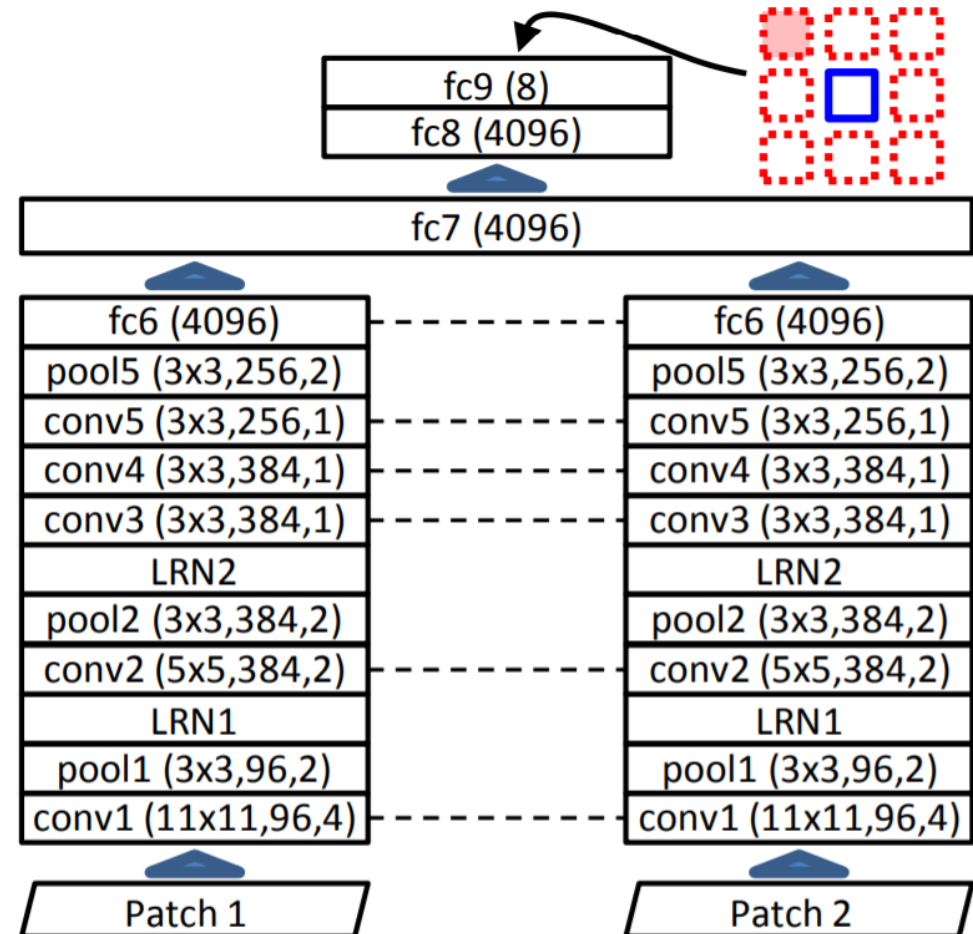 fc9 (8)
fc8 (4096)
fc7 (4096)
fc6 (4096)
pool5 (3x3,256,2)
conv5 (3x3,256,1)
conv4 (3x3,384,1)
conv3 (3x3,384,1)
LRN2
pool2 (3x3,384,2)
conv2 (5x5,384,2)
LRN1
pool1 (3x3,96,2)
conv1 (11x11,96,4)
Patch 1
fc6 (4096)
pool5 (3x3,256,2)
conv5 (3x3,256,1)
conv4 (3x3,384,1)
conv3 (3x3,384,1)
LRN2
pool2 (3x3,384,2)
conv2 (5x5,384,2)
LRN1
pool1 (3x3,96,2)
conv1 (11x11,96,4)
Patch 2